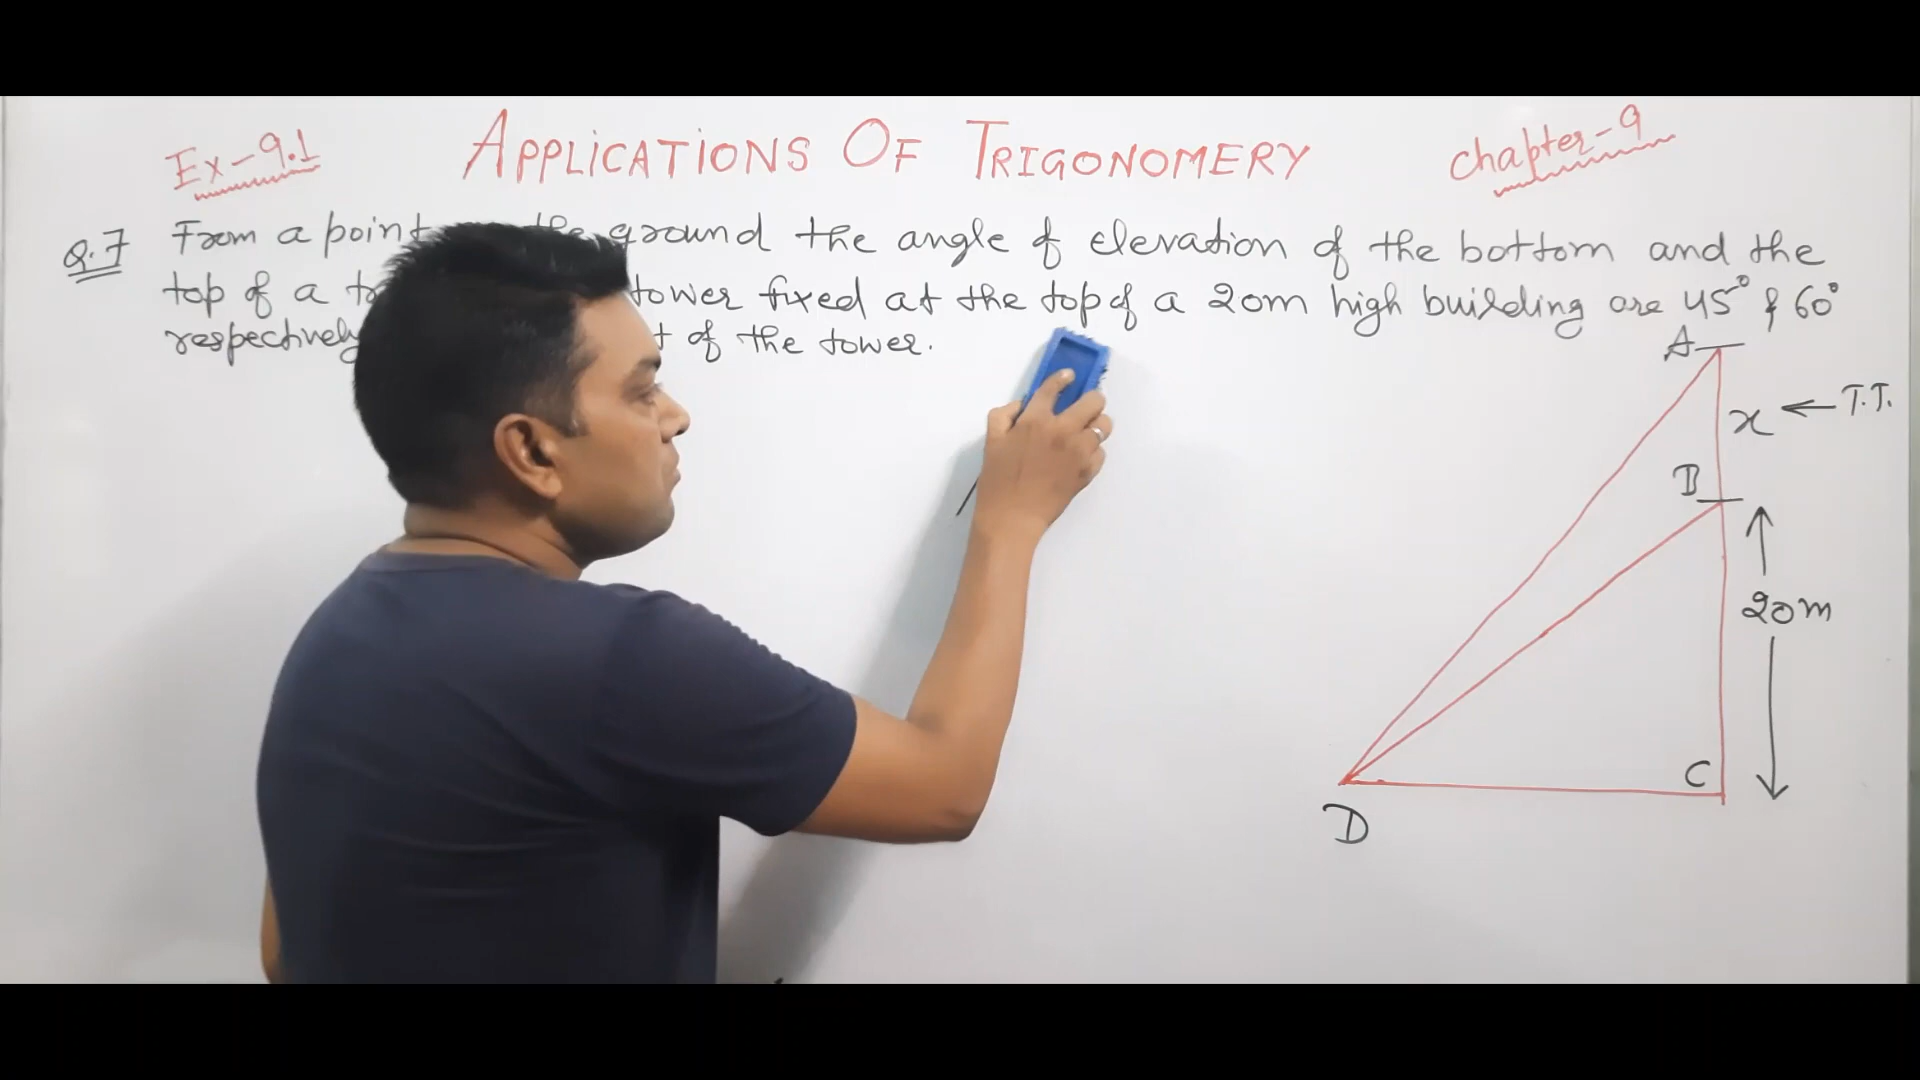 Ex-9.1
APPLiCATiONS OF TRIGONOMERY
Chapter-9
Q.7 From a point the ground the angle of elevation of the bottom and the
top of a tower fixed at the top of a 20m high building are 45° & 60°
respectively of the tower.
A
x ← T.T.
B
20m
C
D